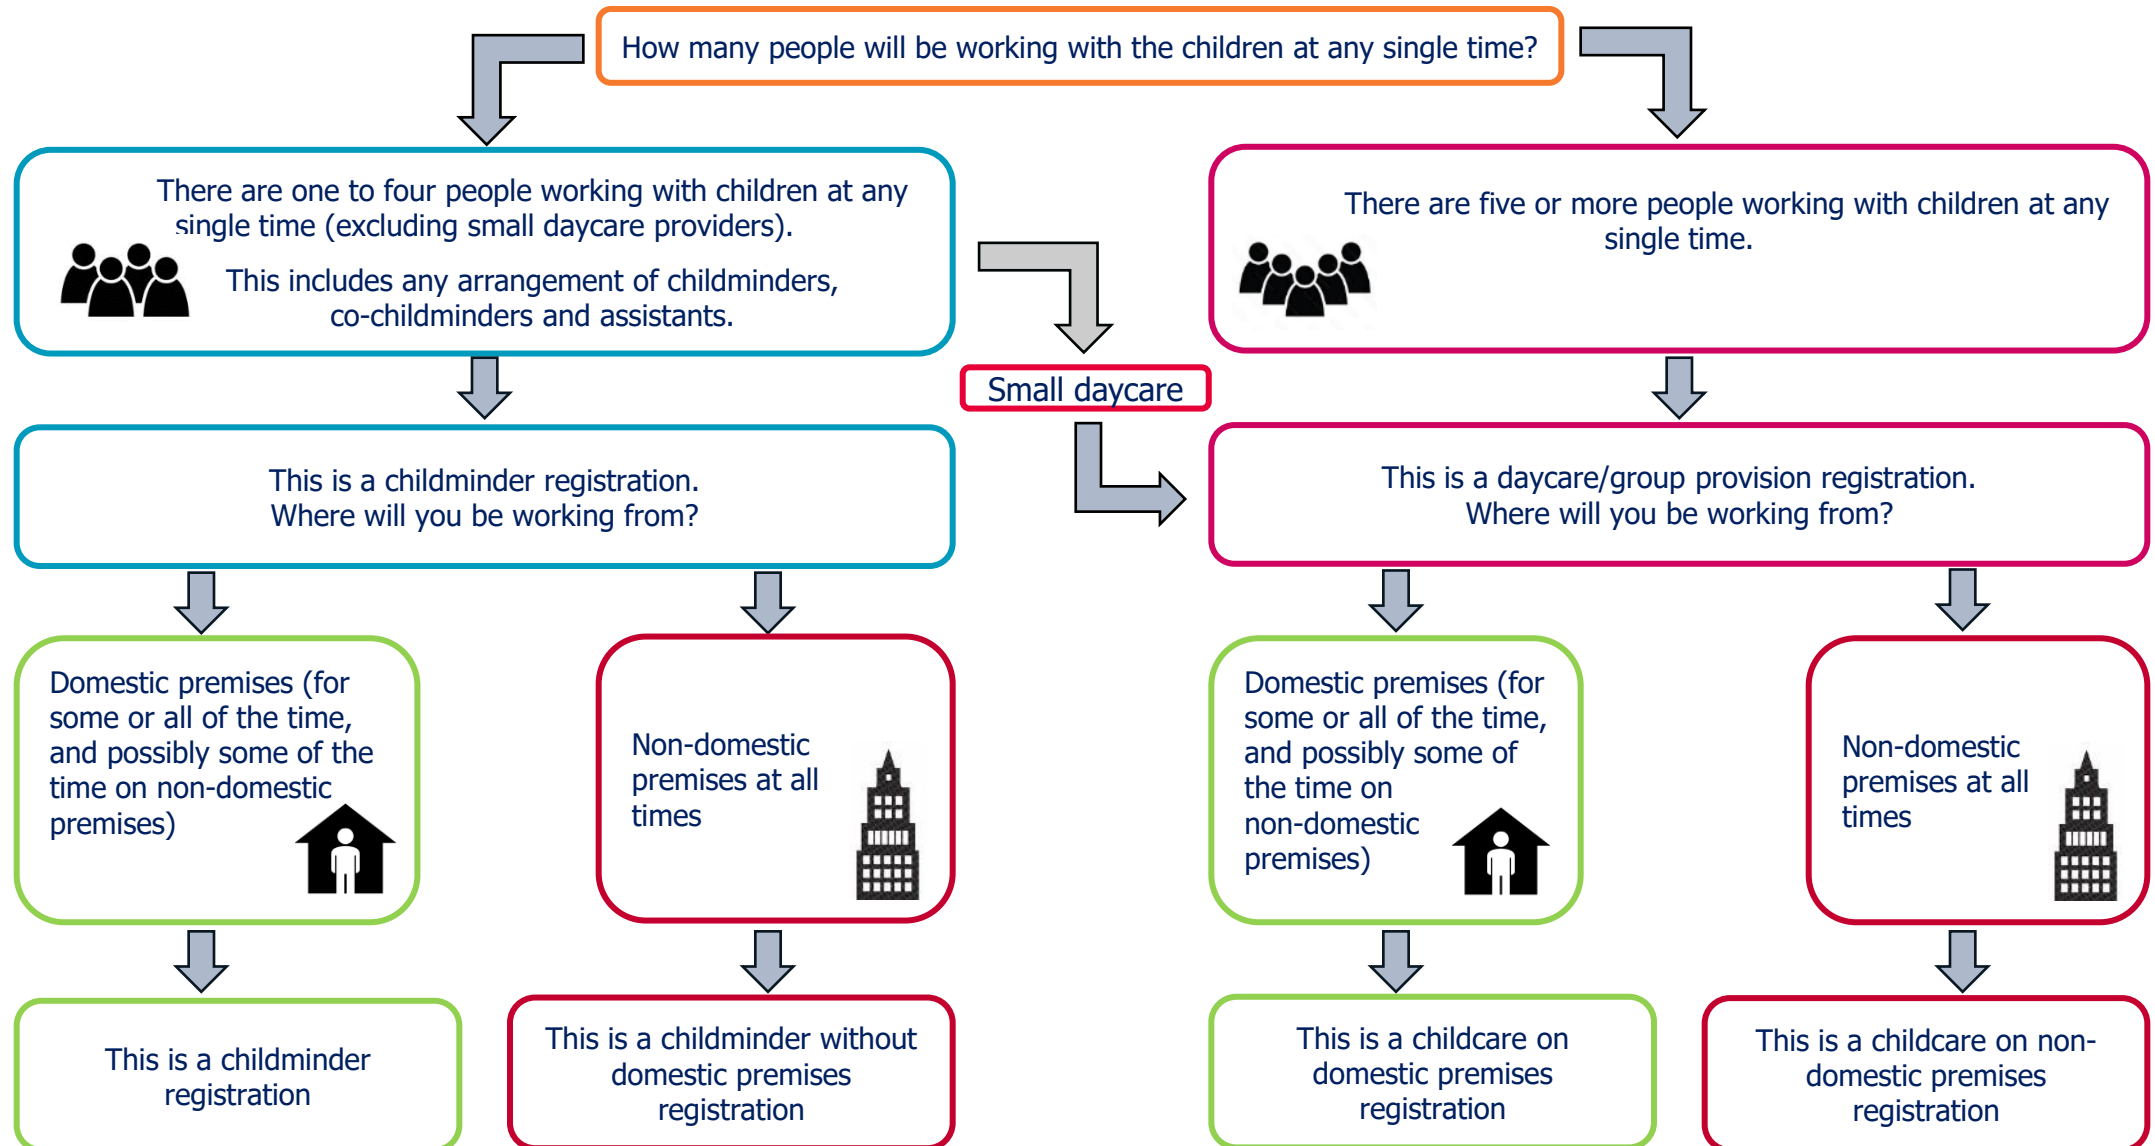 How many people will be working with the children at any single time?
There are one to four people working with children at any
single time (excluding small daycare providers).
This includes any arrangement of childminders,
co-childminders and assistants.
There are five or more people working with children at any
single time.
Small daycare
This is a childminder registration.
Where will you be working from?
This is a daycare/group provision registration.
Where will you be working from?
Domestic premises (for
some or all of the time,
and possibly some of the
time on non-domestic
premises)
Non-domestic
premises at all
times
Domestic premises (for
some or all of the time,
and possibly some of
the time on
non-domestic
premises)
Non-domestic
premises at all
times
This is a childminder
registration
This is a childminder without
domestic premises
registration
This is a childcare on
domestic premises
registration
This is a childcare on non-
domestic premises
registration